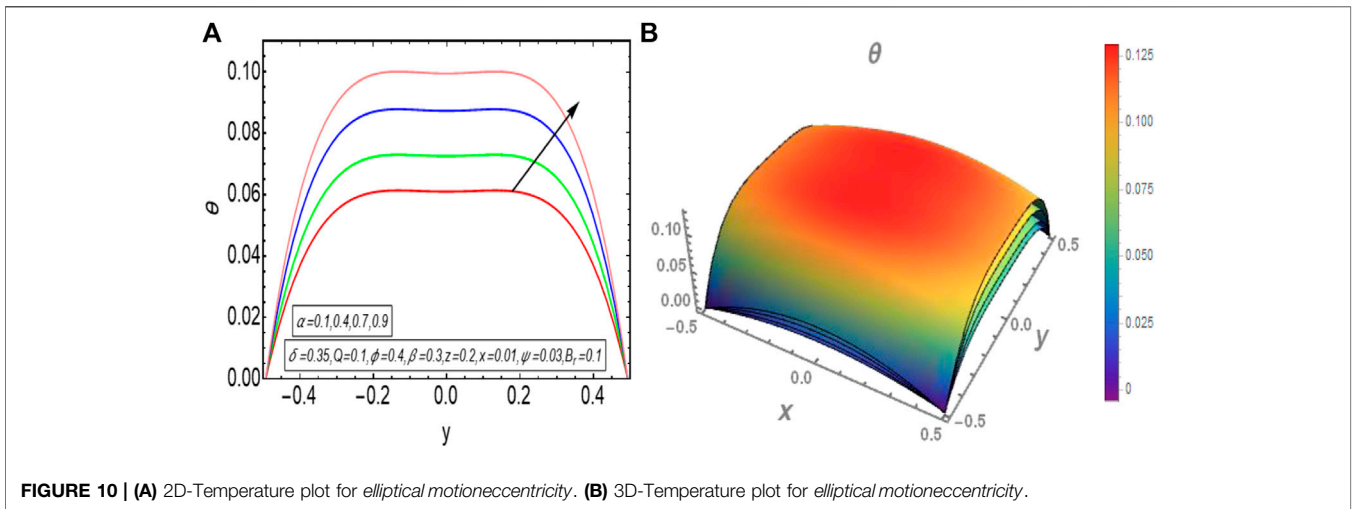 A
B
θ
0.10
0.08
0.06
0.04
0.02
0.00
θ
α=0.1,0.4,0.7,0.9
δ=0.35,Q=0.1,ϕ=0.4,β=0.3,z=0.2,x=0.01,ψ=0.03,Br=0.1
−0.4 −0.2 0.0 0.2 0.4
y
0.10
0.05
0.00
−0.5
0.0
0.5
x
−0.5
0.0
0.5
y
0.125
0.100
0.075
0.050
0.025
0
FIGURE 10 | (A) 2D-Temperature plot for elliptical motioneccentricity. (B) 3D-Temperature plot for elliptical motioneccentricity.